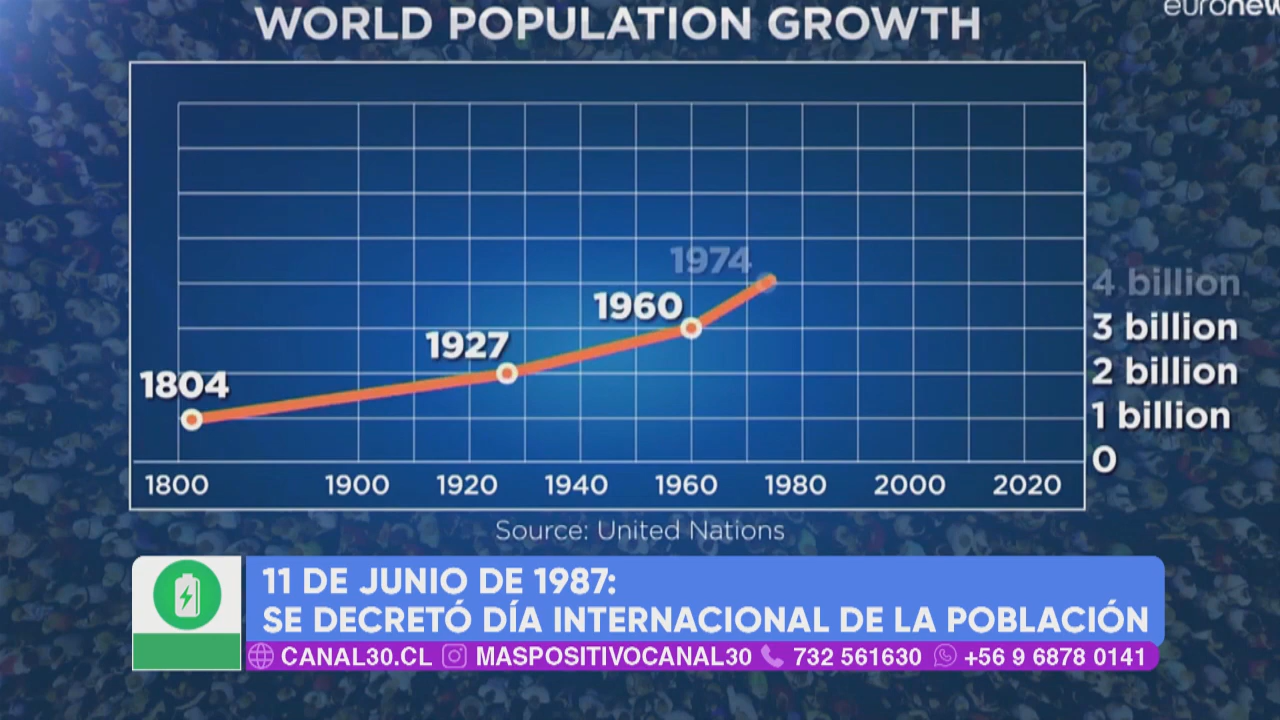 euronew
WORLD POPULATION GROWTH
1974
4 billion
1960
3 billion
1927
2 billion
1804
1 billion
0
1800 1900 1920 1940 1960 1980 2000 2020
Source: United Nations
11 DE JUNIO DE 1987:
SE DECRETÓ DÍA INTERNACIONAL DE LA POBLACIÓN
CANAL30.CL MASPOSITIVOCANAL30 732 561630 +56 9 6878 0141